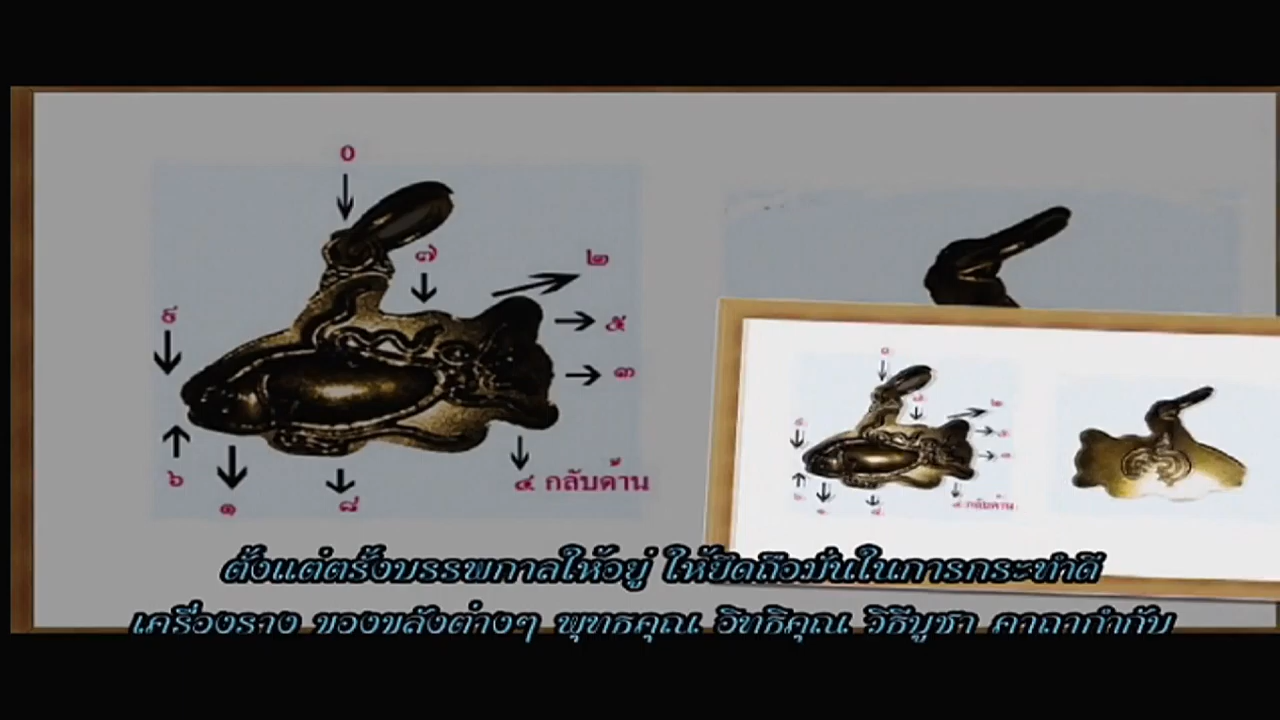 ๐
๗
๒
๕
๓
๖
๑
๘
๔ กลับด้าน
ตั้งแต่ครั้งบรรพกาลให้อยู่ ให้ยึดถือมั่นในการกระทำดี
เครื่องราง ของขลังต่างๆ พุทธคุณ อิทธิคุณ วิธีบูชา คาถากำกับ